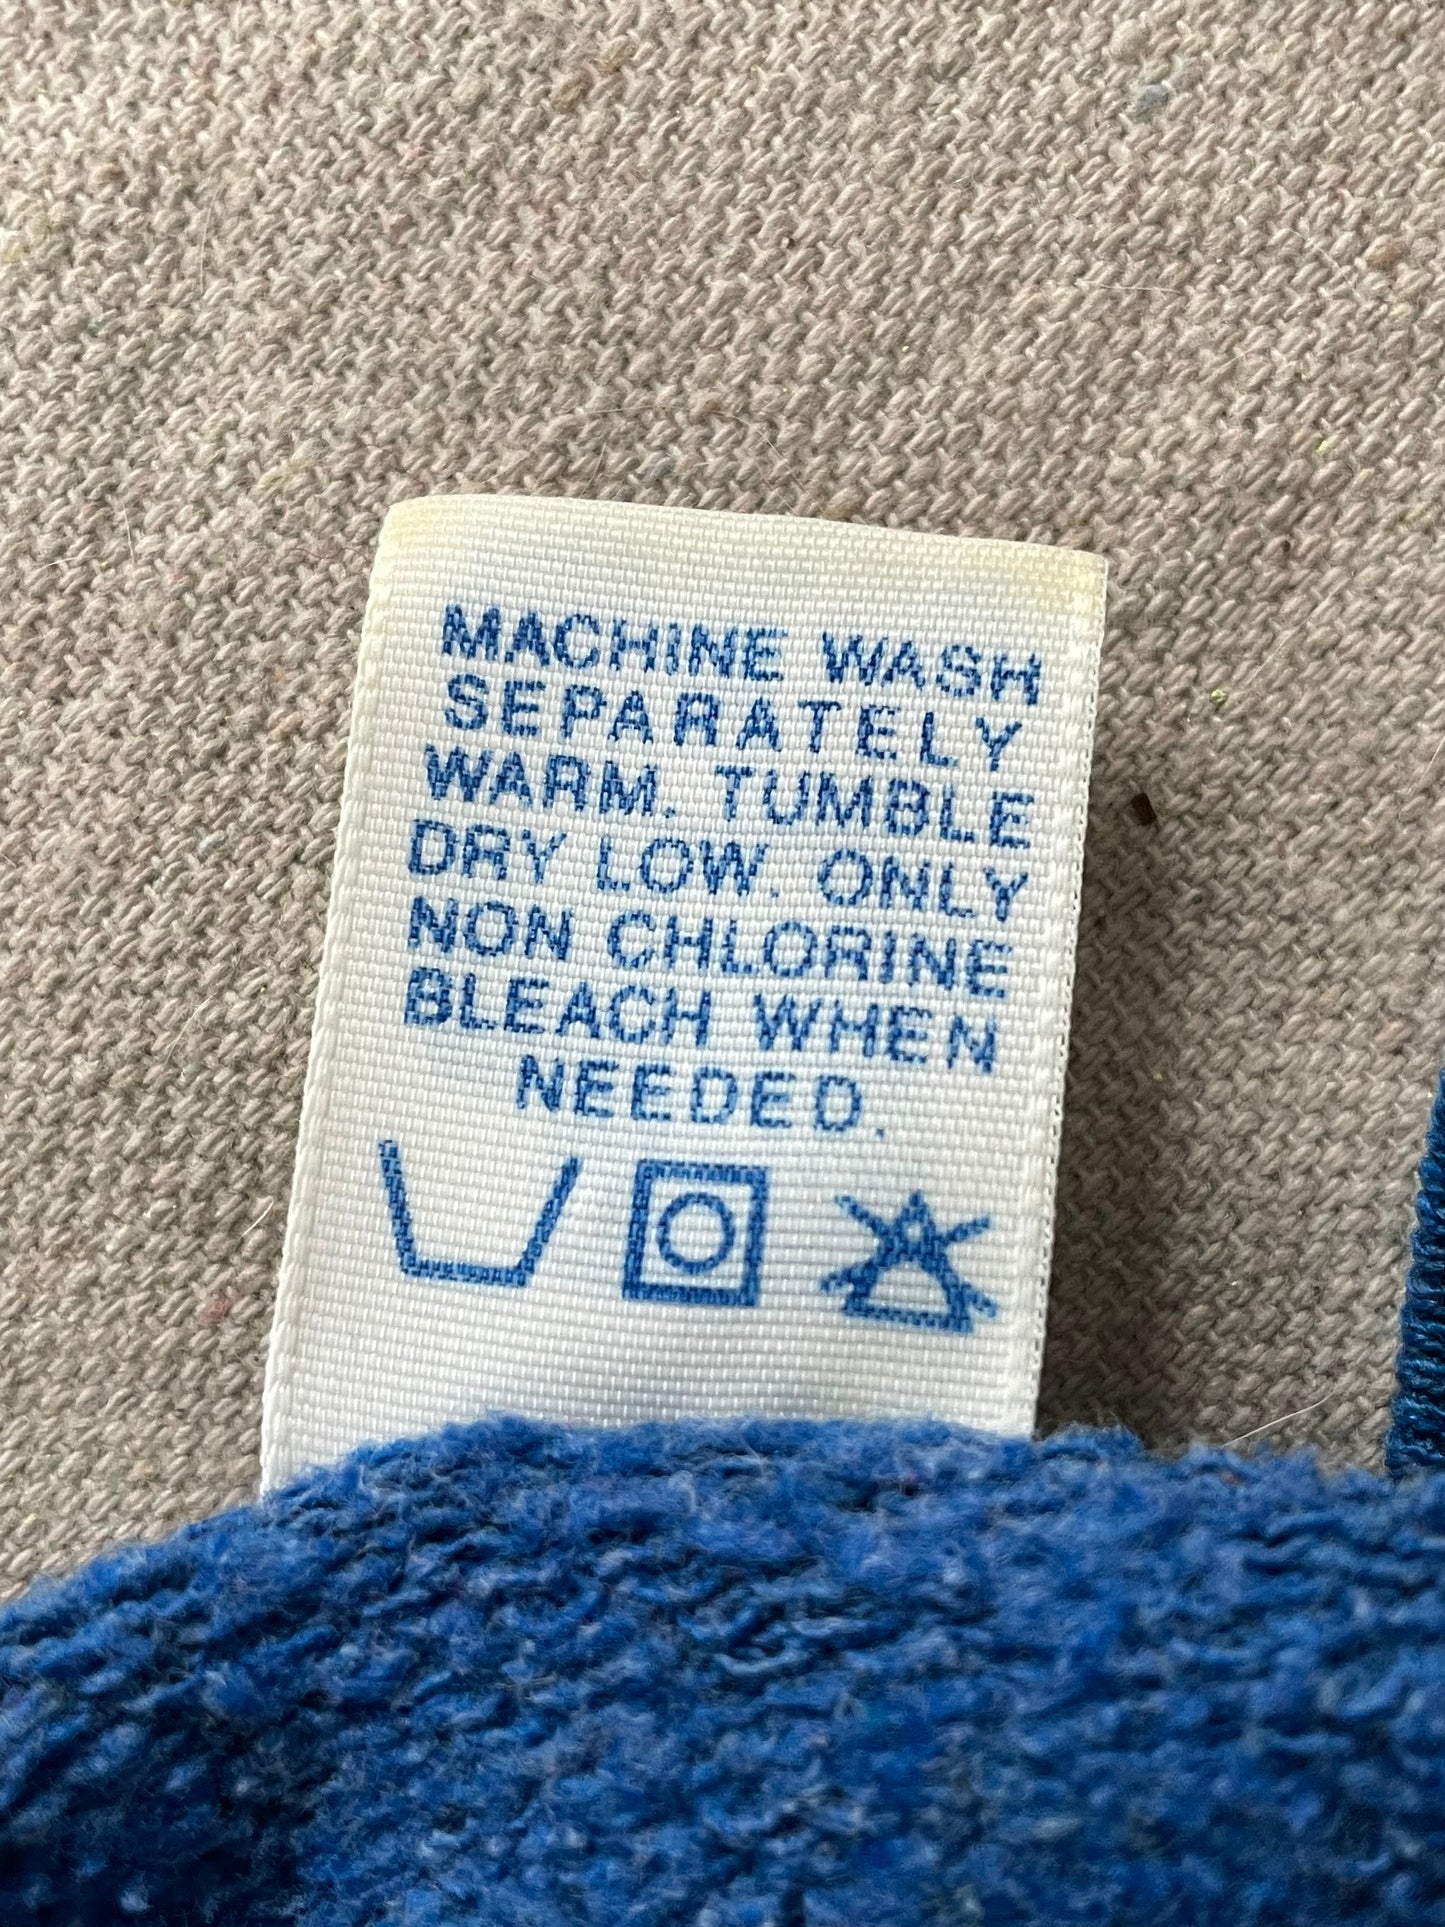 MACHINE WASH
SEPARATELY
WARM. TUMBLE
DRY LOW. ONLY
NON CHLORINE
BLEACH WHEN
NEEDED.